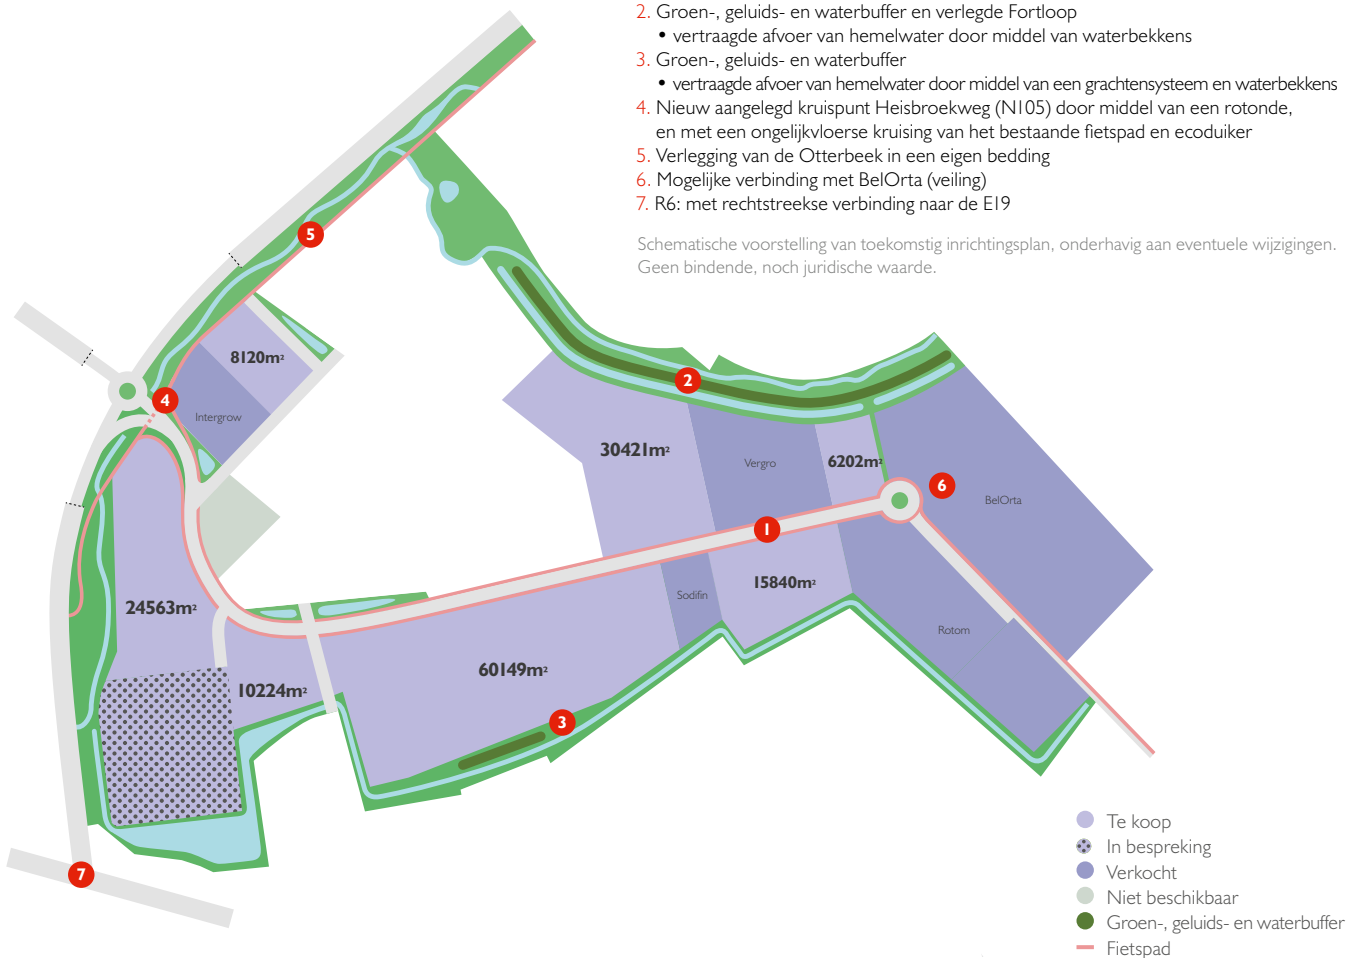 2. Groen-, geluids- en waterbuffer en verlegde Fortloop
• vertraagde afvoer van hemelwater door middel van waterbekkens
3. Groen-, geluids- en waterbuffer
• vertraagde afvoer van hemelwater door middel van een grachtensysteem en waterbekkens
4. Nieuw aangelegd kruispunt Heisbroekweg (N105) door middel van een rotonde,
en met een ongelijkvloerse kruising van het bestaande fietspad en ecoduiker
5. Verlegging van de Otterbeek in een eigen bedding
6. Mogelijke verbinding met BelOrta (veiling)
7. R6: met rechtstreekse verbinding naar de E19
Schematische voorstelling van toekomstig inrichtingsplan, onderhavig aan eventuele wijzigingen.
Geen bindende, noch juridische waarde.
5
8120m²
4
Intergrow
2
30421m²
Vergro
6202m²
6
BelOrta
1
15840m²
Sodifin
24563m²
Rotom
60149m²
10224m²
3
7
Te koop
In bespreking
Verkocht
Niet beschikbaar
Groen-, geluids- en waterbuffer
Fietspad